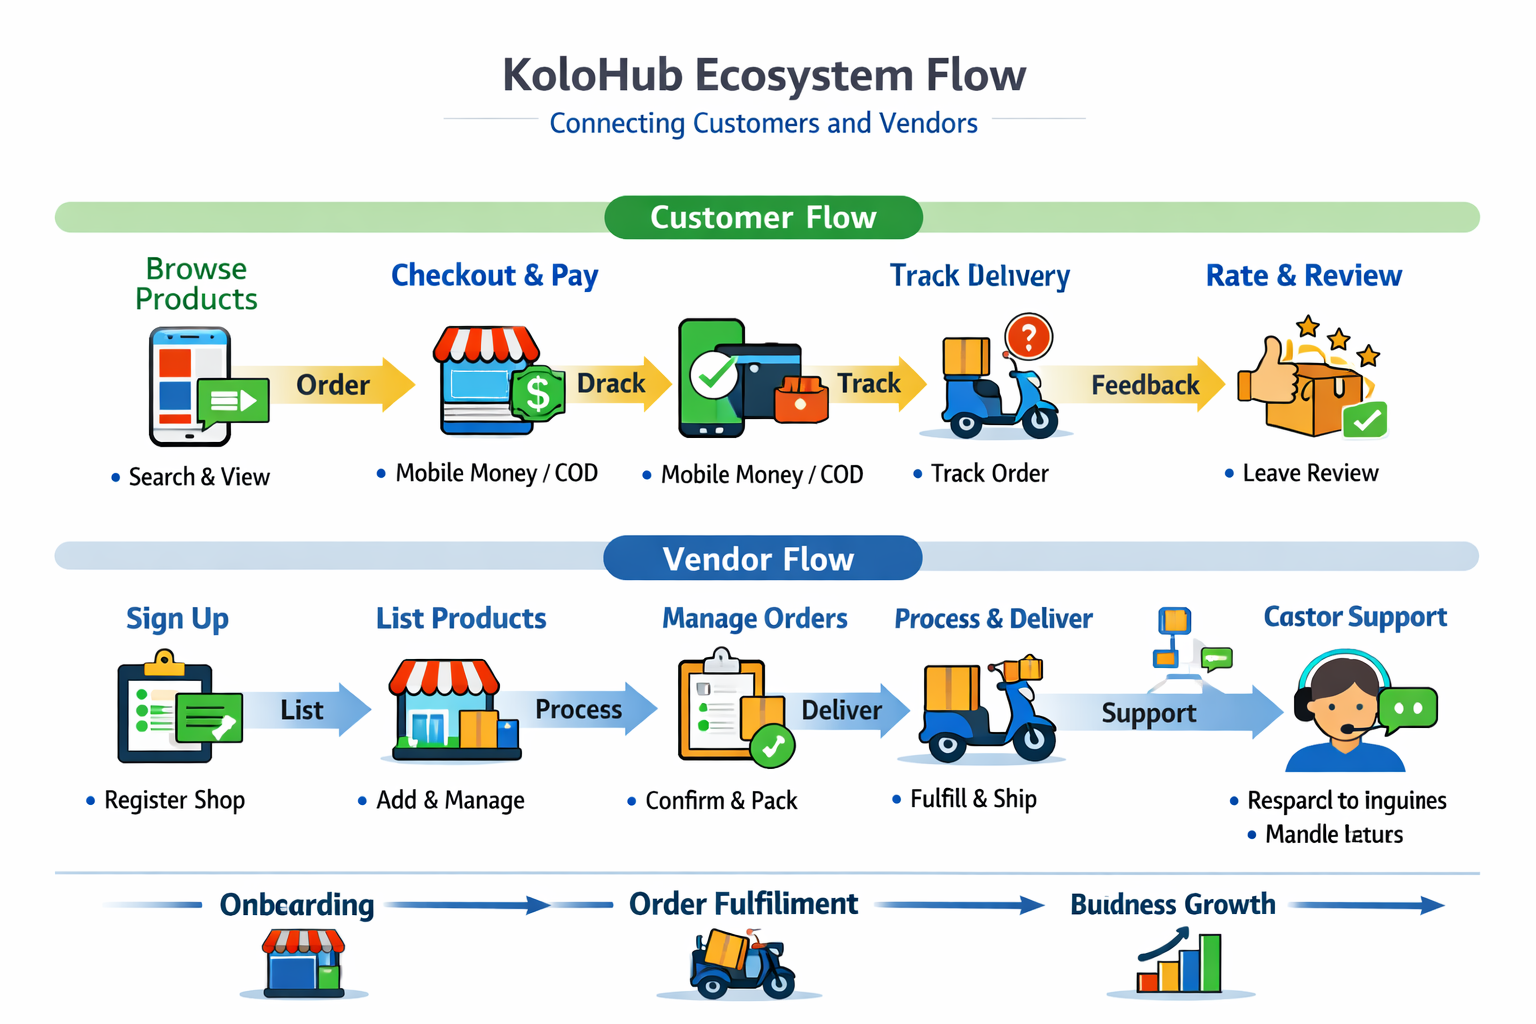 KoloHub Ecosystem Flow
Connecting Customers and Vendors
Customer Flow
Browse
Products
Checkout & Pay
Track Delivery
Rate & Review
Order
Drack
Track
Feedback
$
?
• Search & View
• Mobile Money / COD
• Mobile Money / COD
• Track Order
• Leave Review
Vendor Flow
Sign Up
List Products
Manage Orders
Process & Deliver
Castor Support
List
Process
Deliver
Support
• Register Shop
• Add & Manage
• Confirm & Pack
• Fulfill & Ship
• Resparcl to inguines
• Mandle
Onbcarding
Order Fulfiliment
Buidness Growth